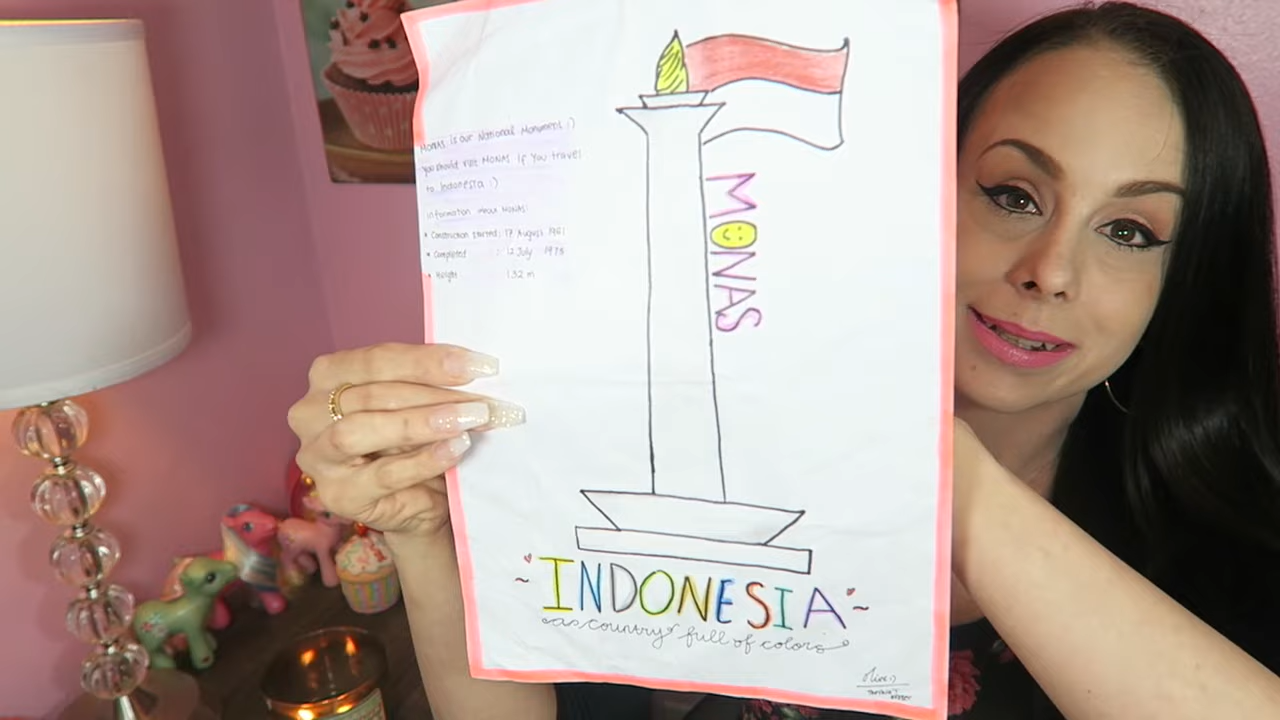 MONAS is our National Monument :)
You should visit MONAS if you travel
to Indonesia :)
Information about MONAS:
• Construction started : 17 August 1961
• Completed : 12 July 1975
• Height : 132 m
MONAS
~INDONESIA~
a country full of colors